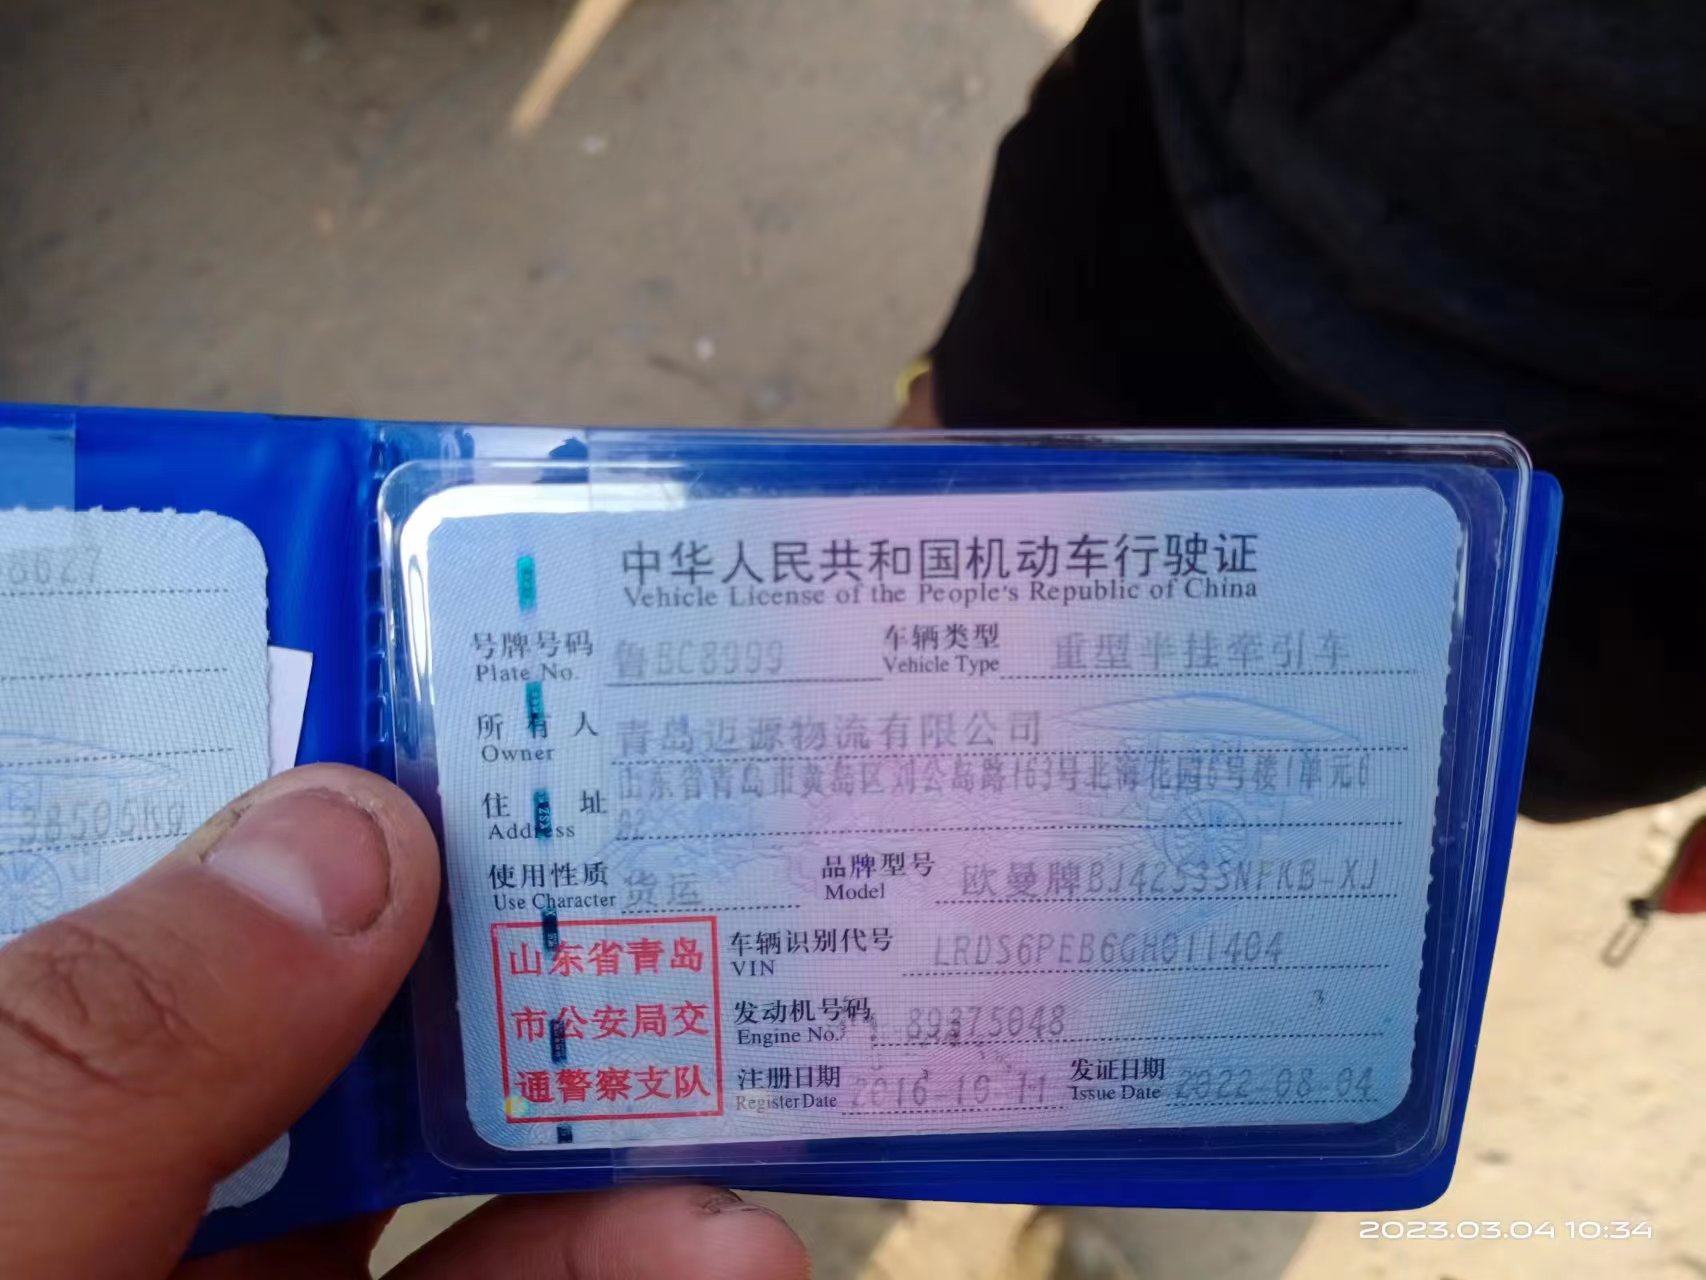 8627
38505KG
中华人民共和国机动车行驶证
Vehicle License of the People's Republic of China
号牌号码 鲁BC8999 车辆类型 重型半挂牵引车
Plate No. Vehicle Type
所有人 青岛迈源物流有限公司
Owner
住址 山东省青岛市黄岛区刘公岛路163号北海花园6号楼1单元6
Address 02
使用性质 货运 品牌型号 欧曼牌BJ4253SNFKB-XJ
Use Character Model
山东省青岛
市公安局交
通警察支队
车辆识别代号 LRDS6PEB6GH011404
VIN
发动机号码 89375048
Engine No.
注册日期 2016-10-11 发证日期 2022-08-04
Register Date Issue Date
2023.03.04 10:34